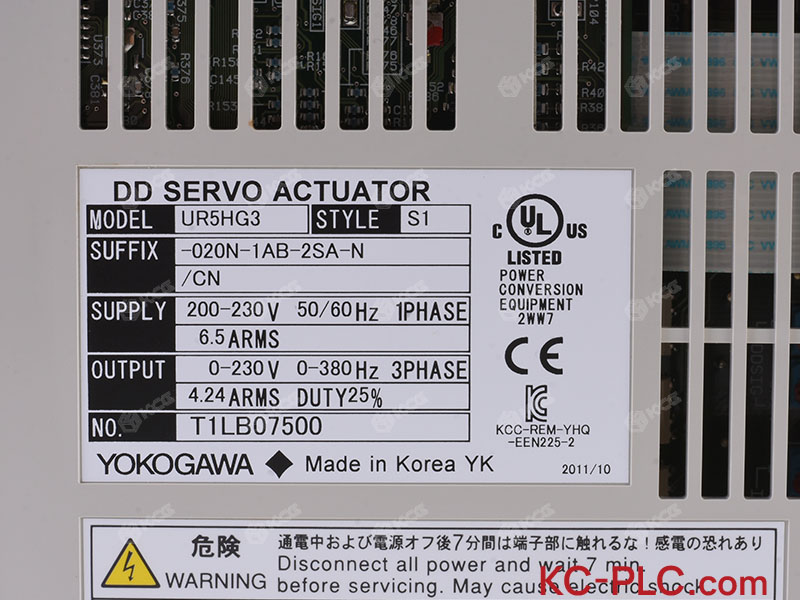 DD SERVO ACTUATOR
MODEL UR5HG3 STYLE S1
SUFFIX -020N-1AB-2SA-N
/CN
SUPPLY 200-230V 50/60Hz 1PHASE
6.5ARMS
OUTPUT 0-230V 0-380Hz 3PHASE
4.24ARMS DUTY25%
NO. T1LB07500
YOKOGAWA ◆ Made in Korea YK
C UL US
LISTED
POWER
CONVERSION
EQUIPMENT
2WW7
CE
KCC-REM-YHQ
-EEN225-2
2011/10
危険
WARNING
通電中および電源オフ後7分間は端子部に触れるな!感電の恐れあり
Disconnect all power and wait 7 min.
before servicing. May cause electric shock.
KC-PLC.com